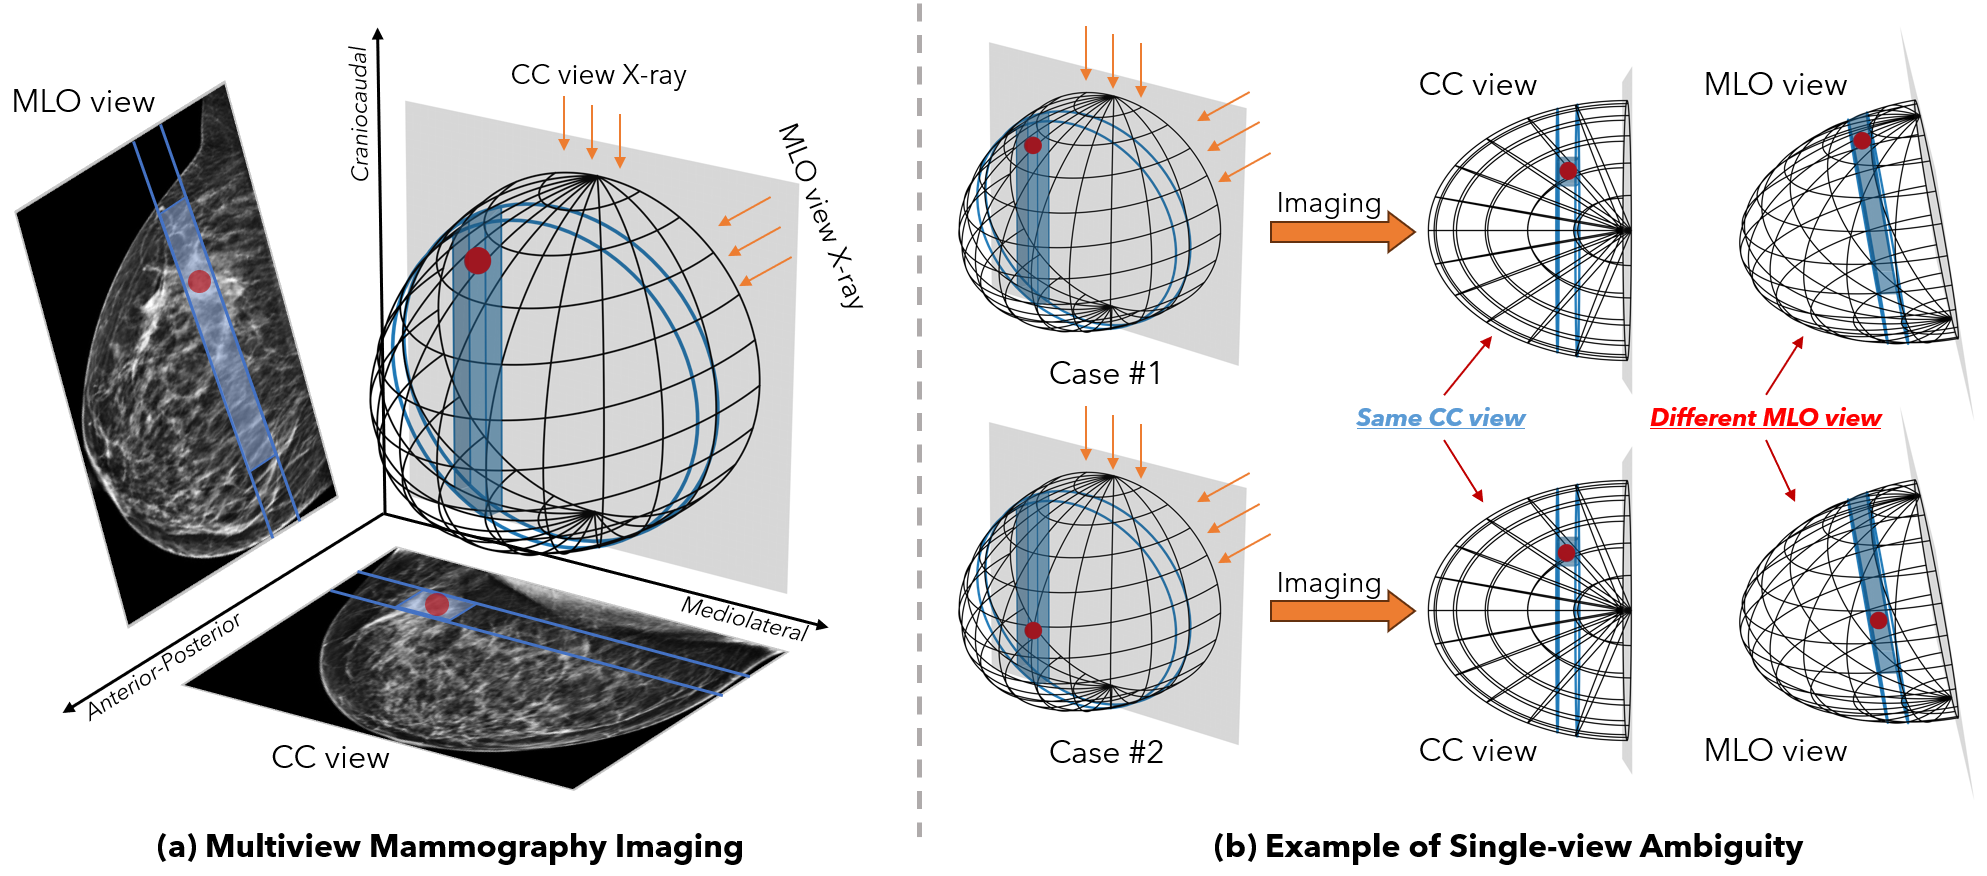 MLO view
Craniocaudal
CC view X-ray
MLO view X-ray
Anterior-Posterior
Mediolateral
CC view
(a) Multiview Mammography Imaging
Case #1
Imaging
CC view
MLO view
Same CC view
Different MLO view
Case #2
Imaging
CC view
MLO view
(b) Example of Single-view Ambiguity